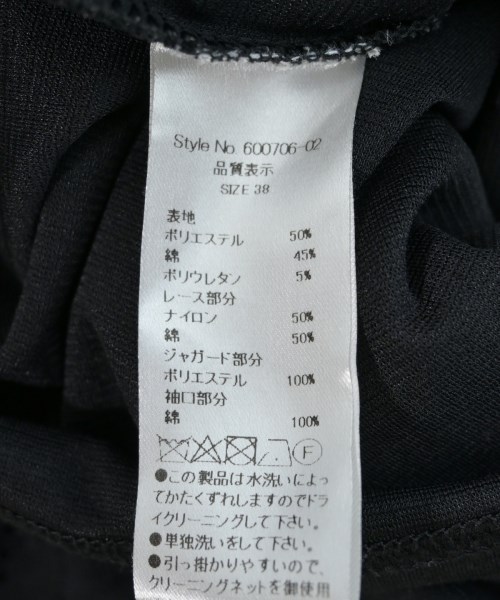 Style No. 600706-02
品質表示
SIZE 38
表地
ポリエステル 50%
綿 45%
ポリウレタン 5%
レース部分
ナイロン 50%
綿 50%
ジャガード部分
ポリエステル 100%
袖口部分
綿 100%
F
●この製品は水洗いによっ
てかたくずれしますのでドラ
イクリーニングして下さい。
●単独洗いをして下さい。
●引っ掛かりやすいので、
クリーニングネットを御使用